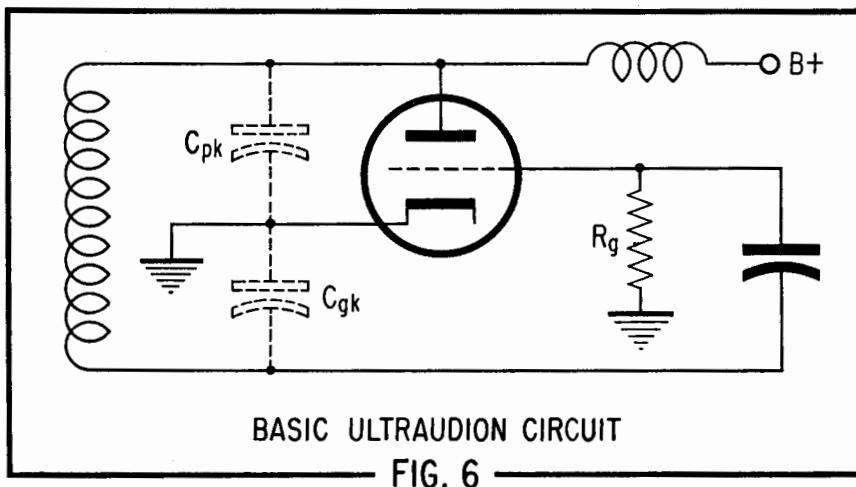 B+
Cpk
Rg
Cgk
BASIC ULTRAUDION CIRCUIT
FIG. 6